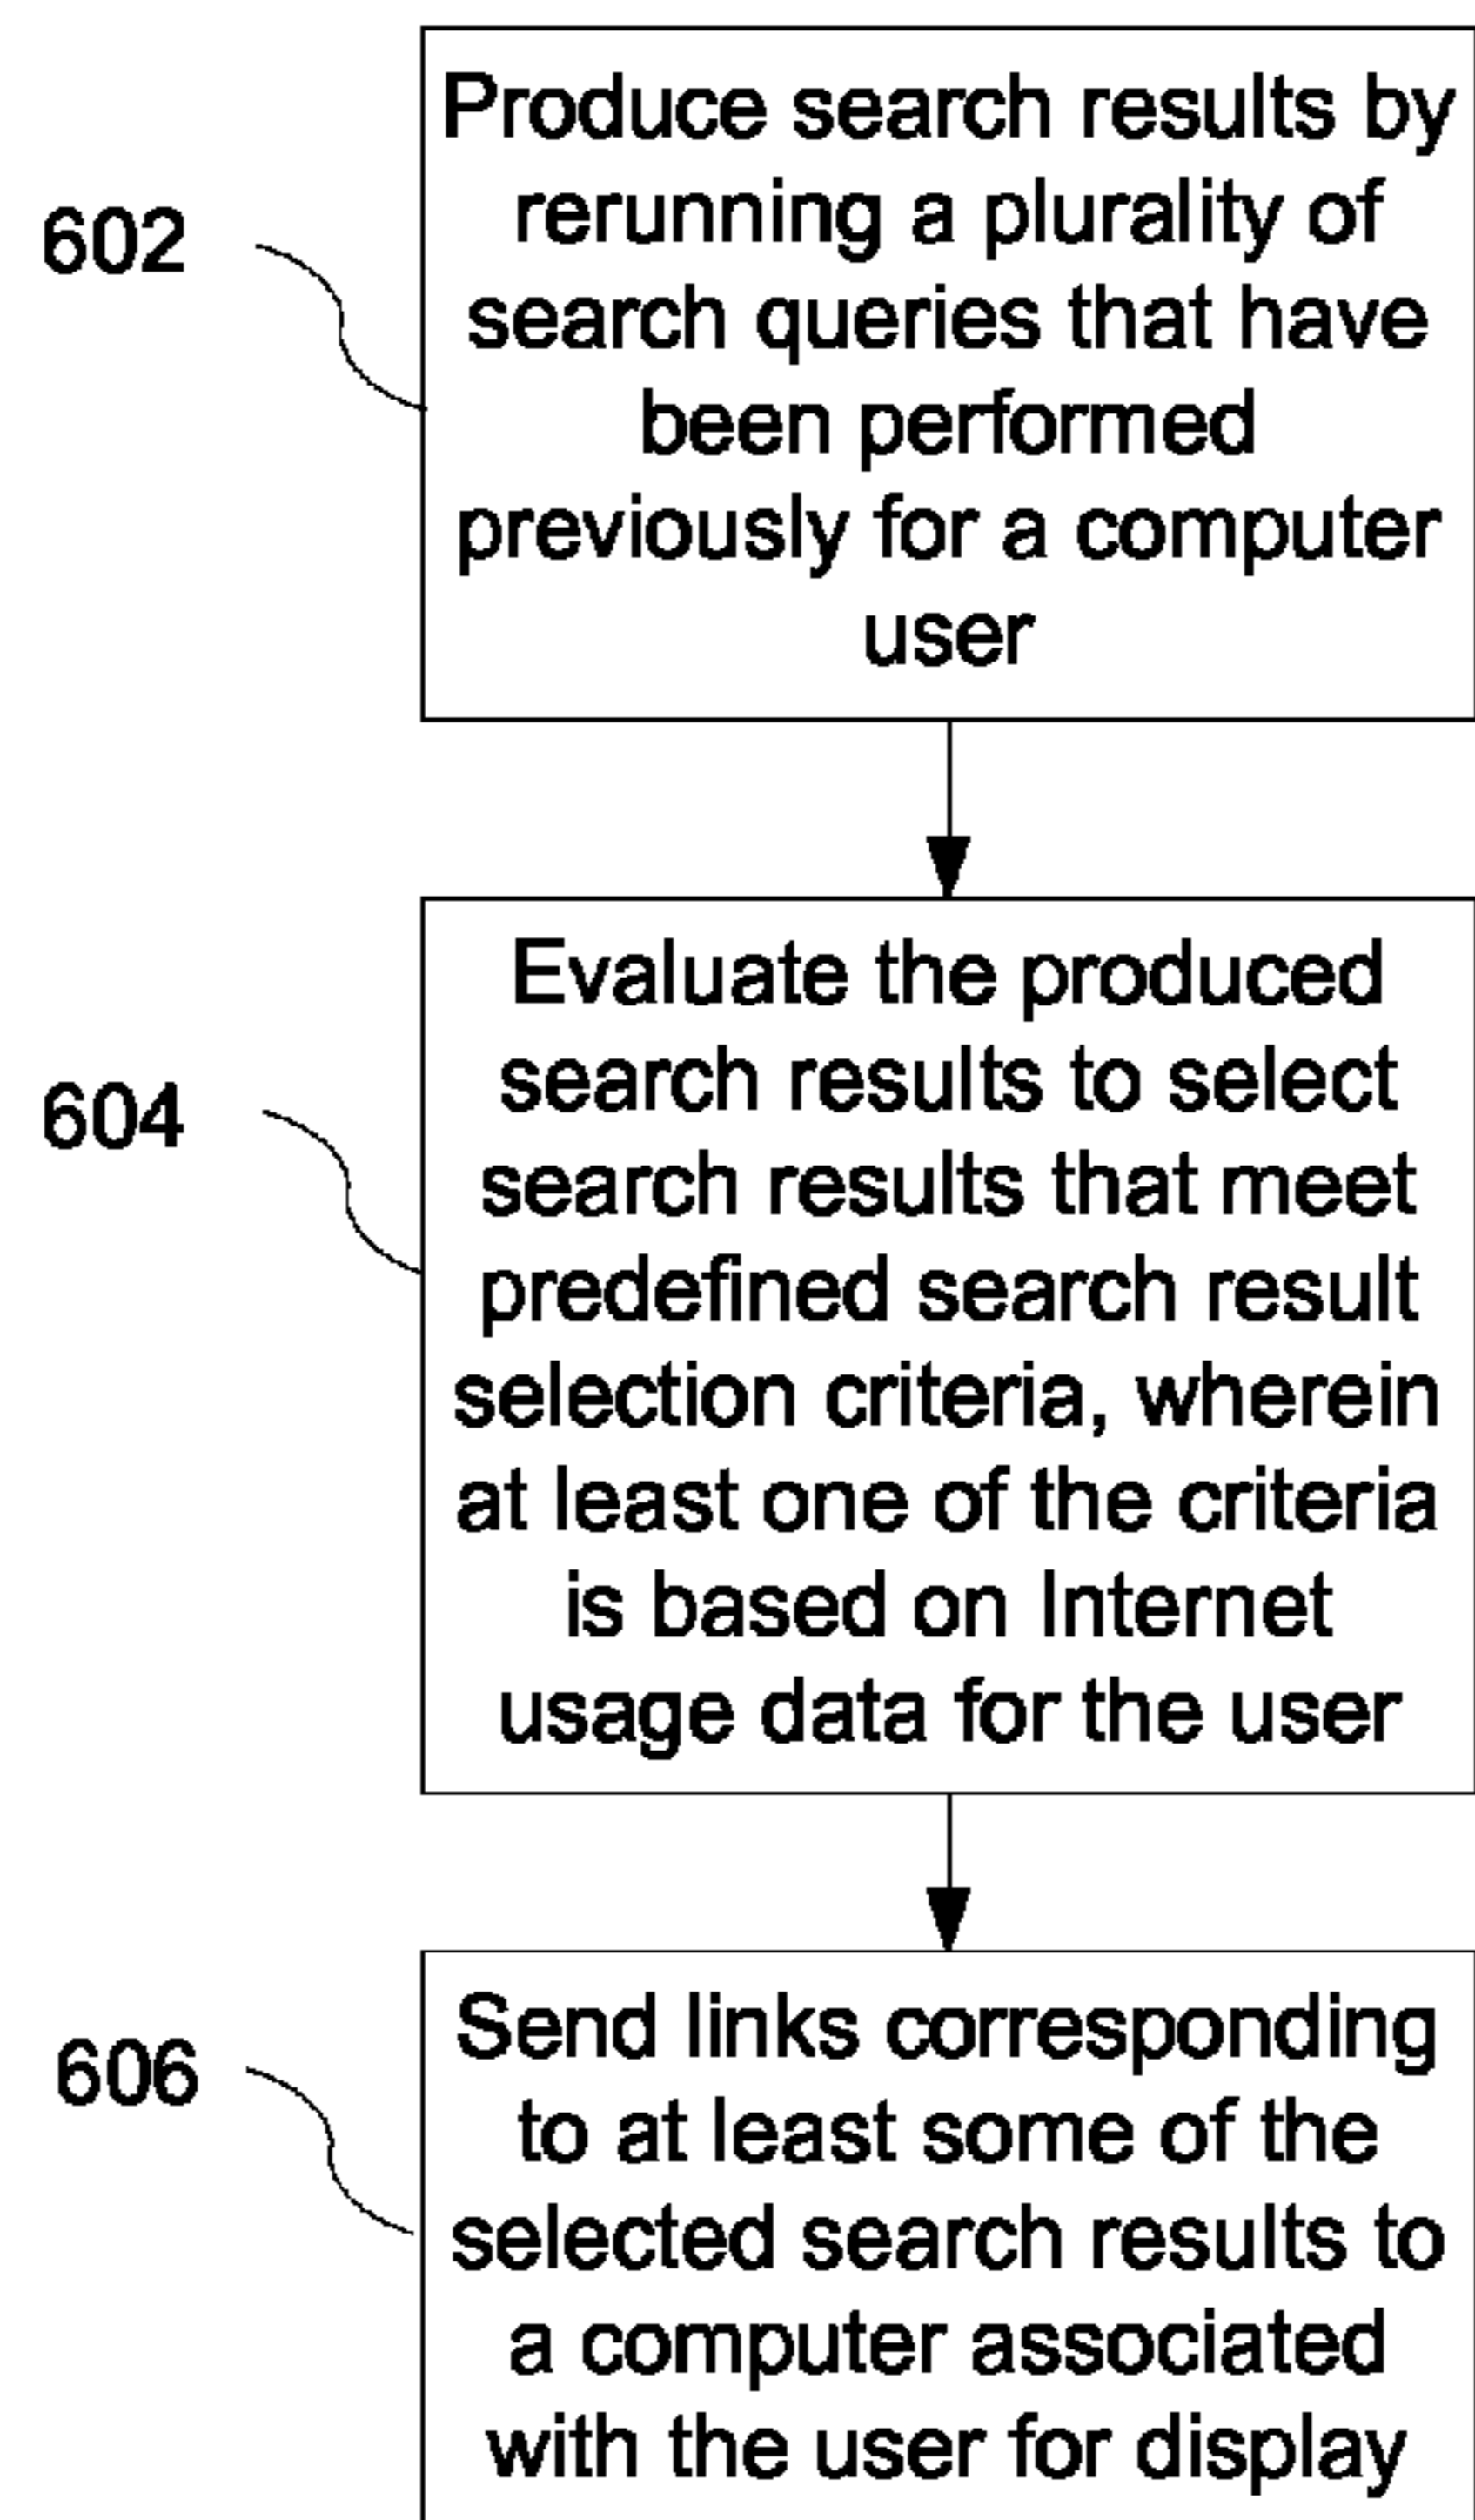 Produce search results by
rerunning a plurality of
602
search queries that have
been performed
previously for a computer
user
Evaluate the produced
search results to select
604
search results that meet
predefined search result
selection criteria, wherein
at least one of the criteria
is based on Internet
usage data for the user
Send links corresponding
606
to at least some of the
selected search results to
a computer associated
with the user for display